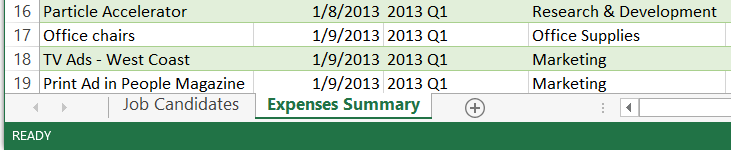 16 Particle Accelerator 1/8/2013 2013 Q1 Research & Development
17 Office chairs 1/9/2013 2013 Q1 Office Supplies
18 TV Ads - West Coast 1/9/2013 2013 Q1 Marketing
19 Print Ad in People Magazine 1/9/2013 2013 Q1 Marketing
Job Candidates Expenses Summary
READY